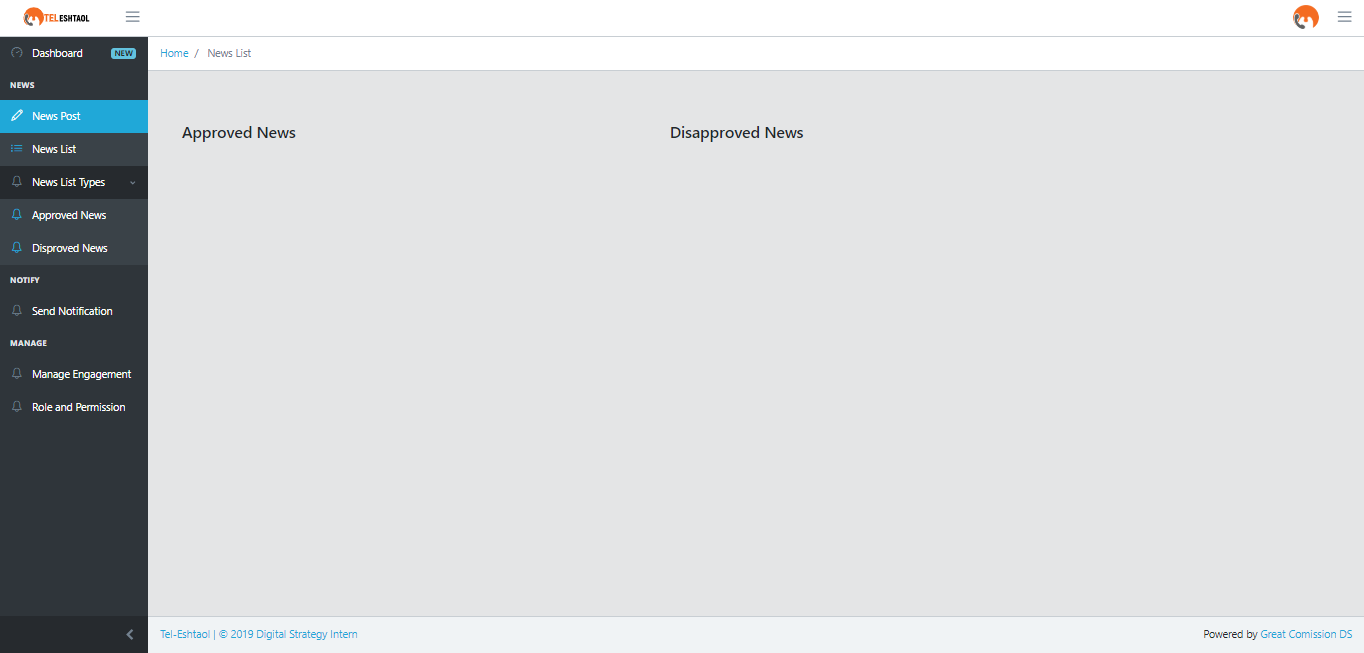 TEL ESHTAOL
Dashboard NEW
Home / News List
NEWS
News Post
News List
News List Types
Approved News
Disproved News
NOTIFY
Send Notification
MANAGE
Manage Engagement
Role and Permission
Approved News
Disapproved News
Tel-Eshtaol | © 2019 Digital Strategy Intern
Powered by Great Comission DS